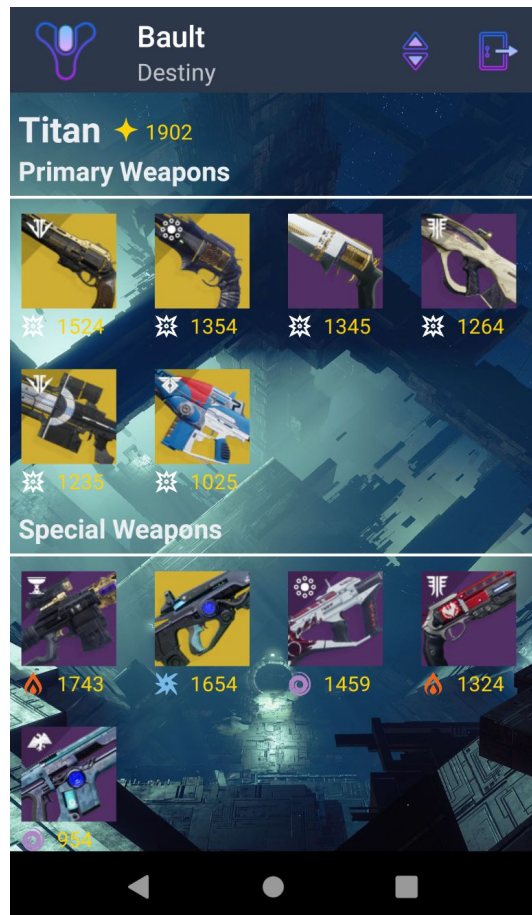 Bault
Destiny
Titan 1902
Primary Weapons
1524 1354 1345 1264
1235 1025
Special Weapons
1743 1654 1459 1324
954